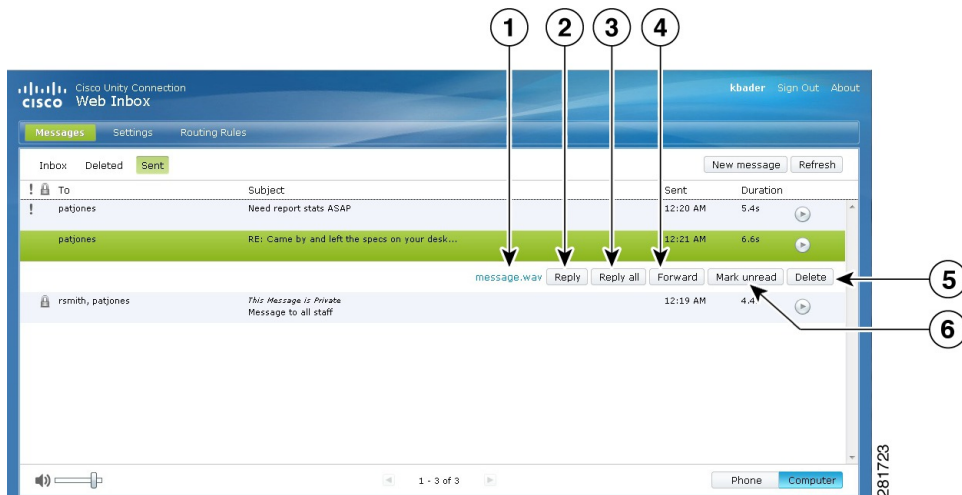 1 2 3 4
Cisco Unity Connection
CISCO Web Inbox
kbader Sign Out About
Messages Settings Routing Rules
Inbox Deleted Sent New message Refresh
! To Subject Sent Duration
! patjones Need report stats ASAP 12:20 AM 5.4s
patjones RE: Came by and left the specs on your desk... 12:21 AM 6.6s
message.wav Reply Reply all Forward Mark unread Delete 5
rsmith, patjones This Message is Private 12:19 AM 4.4
Message to all staff
6
1 - 3 of 3
Phone Computer
281723